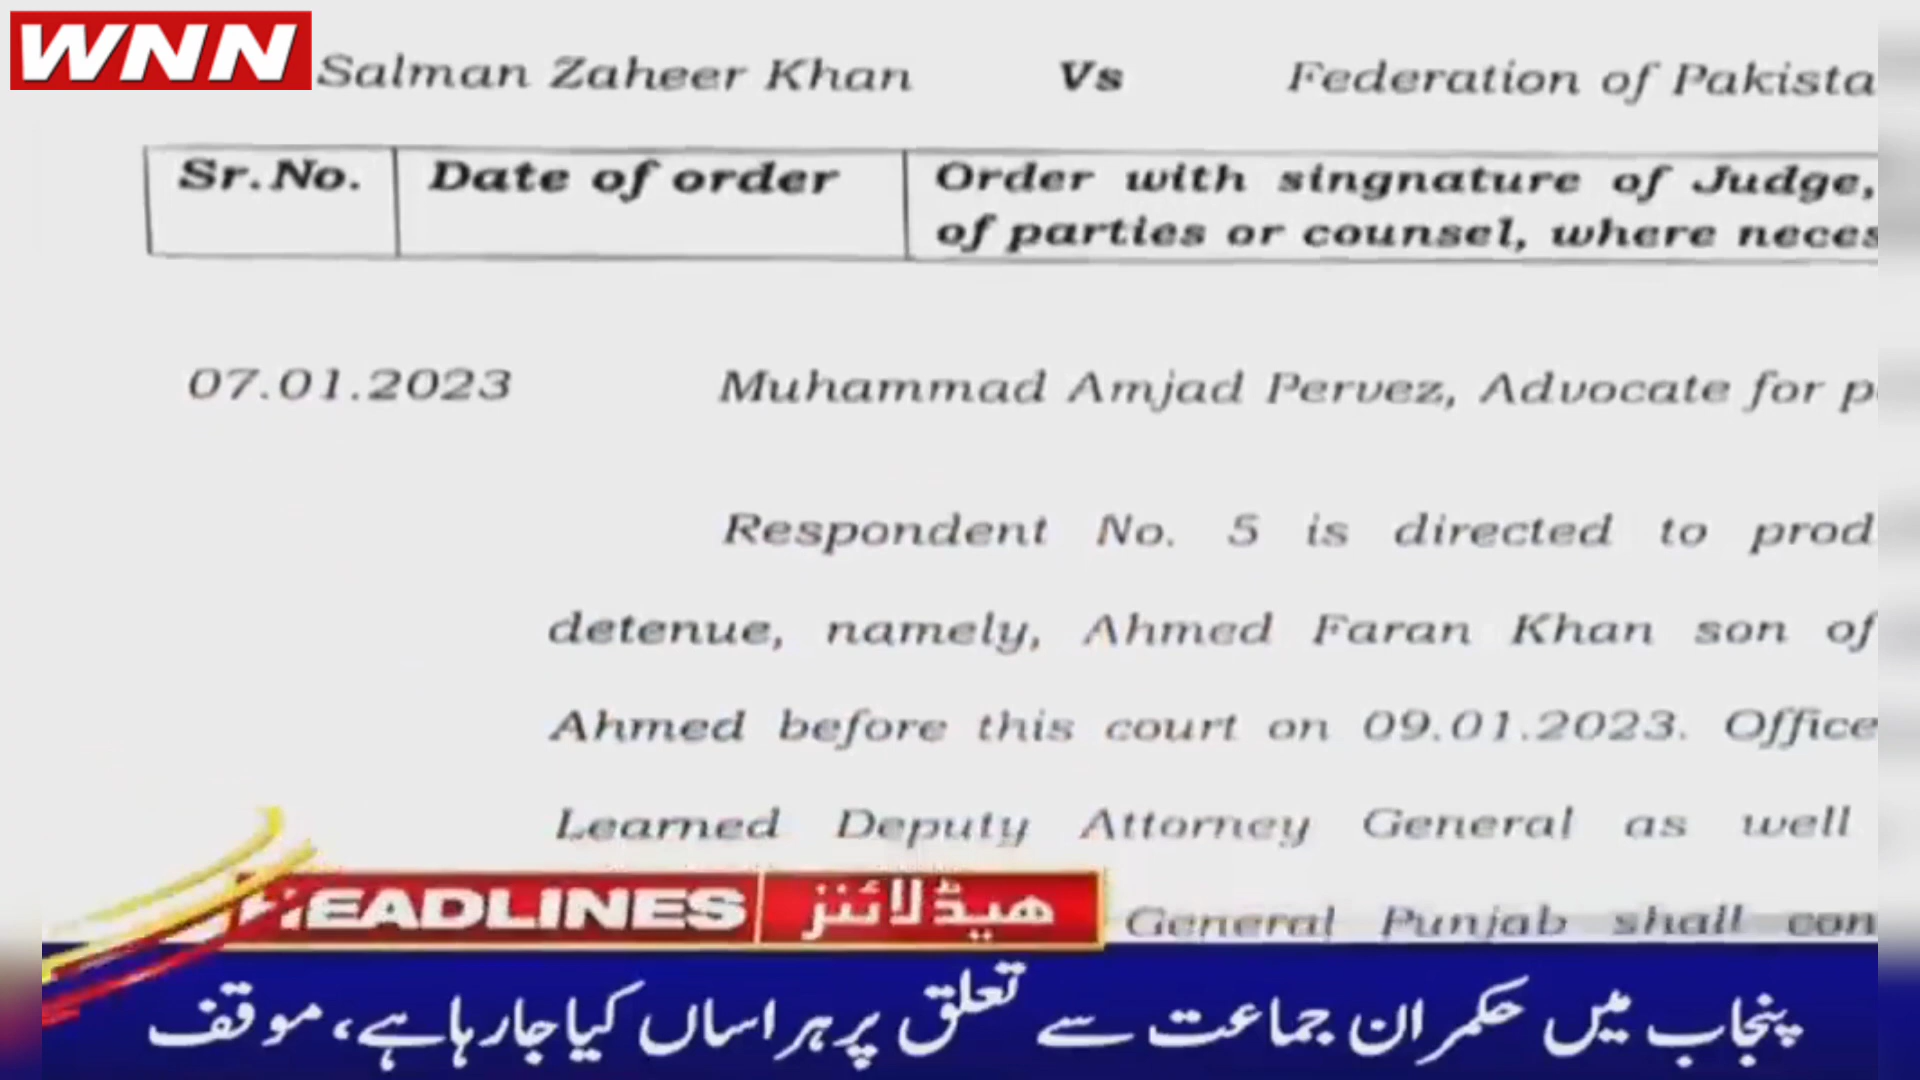 WNN
Salman Zaheer Khan Vs Federation of Pakista
Sr.No. Date of order Order with singnature of Judge,
of parties or counsel, where neces
07.01.2023 Muhammad Amjad Pervez, Advocate for p
Respondent No. 5 is directed to prod
detenue, namely, Ahmed Faran Khan son of
Ahmed before this court on 09.01.2023. Office
Learned Deputy Attorney General as well
General Punjab shall con
HEADLINES ہیڈلائنز
پنجاب میں حکمران جماعت سے تعلق پر ہراساں کیا جا رہا ہے، موقف